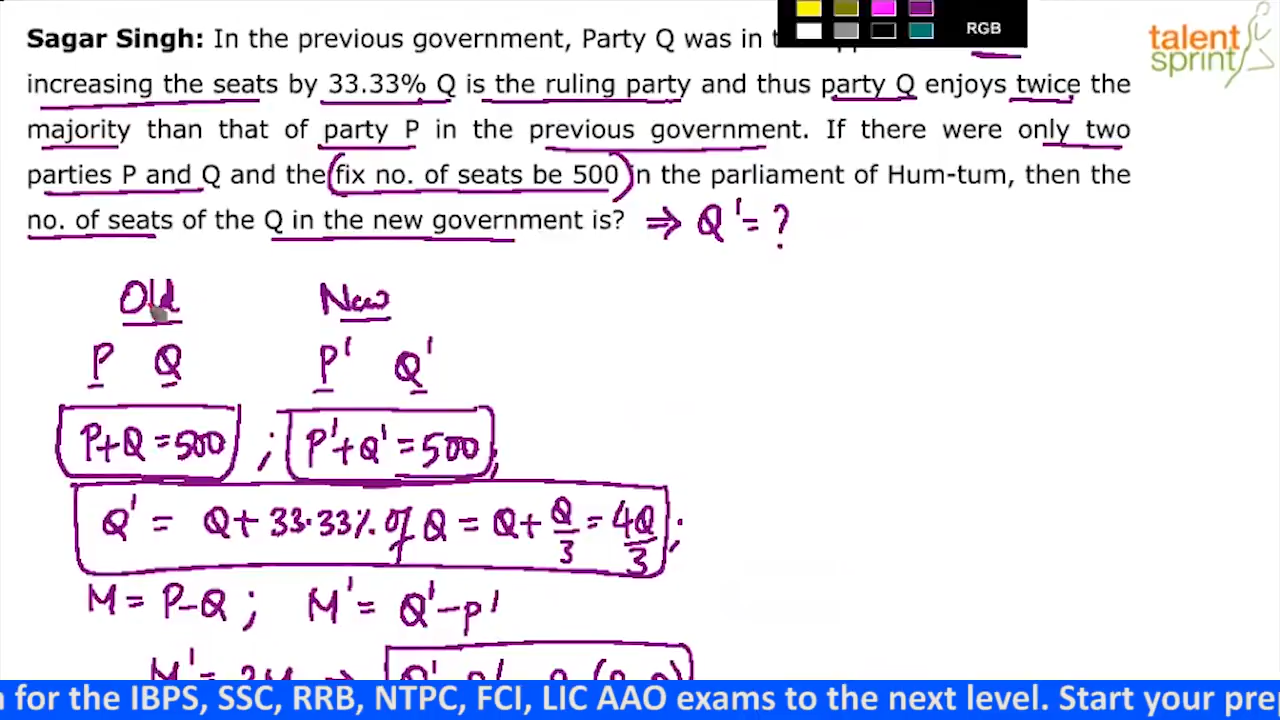 Sagar Singh: In the previous government, Party Q was in
RGB
talent
sprint
increasing the seats by 33.33% Q is the ruling party and thus party Q enjoys twice the
majority than that of party P in the previous government. If there were only two
parties P and Q and the fix no. of seats be 500 in the parliament of Hum-tum, then the
no. of seats of the Q in the new government is? ⇒ Q' = ?
Old New
P Q P' Q'
P+Q = 500 ; P'+Q' = 500 ;
Q' = Q + 33.33% of Q = Q + Q/3 = 4Q/3 ;
M = P-Q ; M' = Q'-P'
n for the IBPS, SSC, RRB, NTPC, FCI, LIC AAO exams to the next level. Start your prep